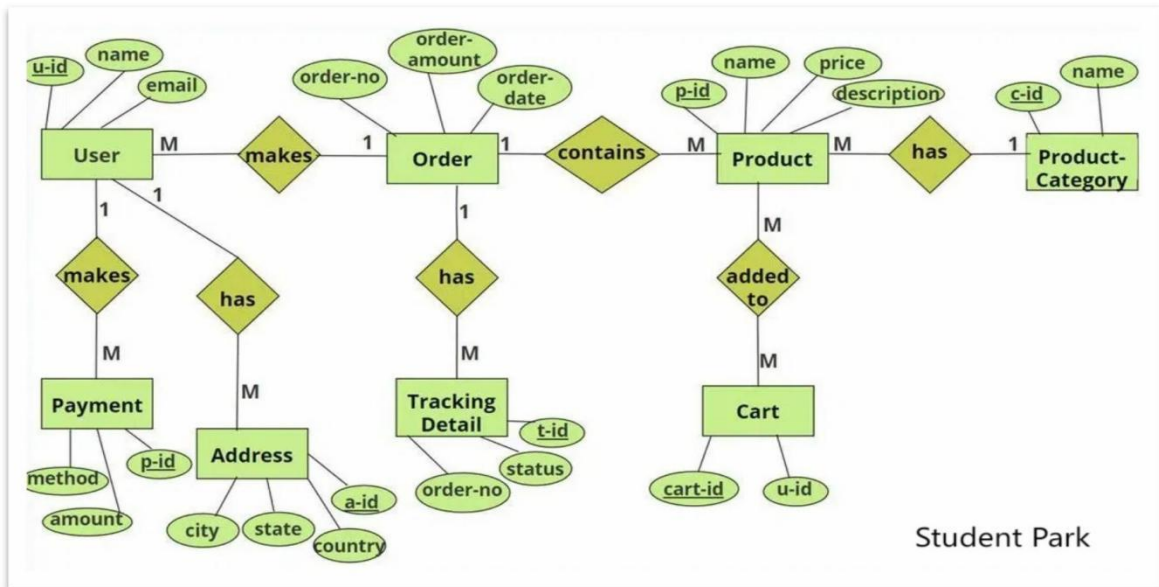 u-id
name
email
order-no
order-
amount
order-
date
p-id
name
price
description
c-id
name
User
M
makes
1
Order
1
contains
M
Product
M
has
1
Product-
Category
1
1
1
M
makes
has
has
added
to
M
M
M
M
Payment
Address
Tracking
Detail
Cart
method
amount
p-id
city
state
country
a-id
order-no
status
t-id
cart-id
u-id
Student Park